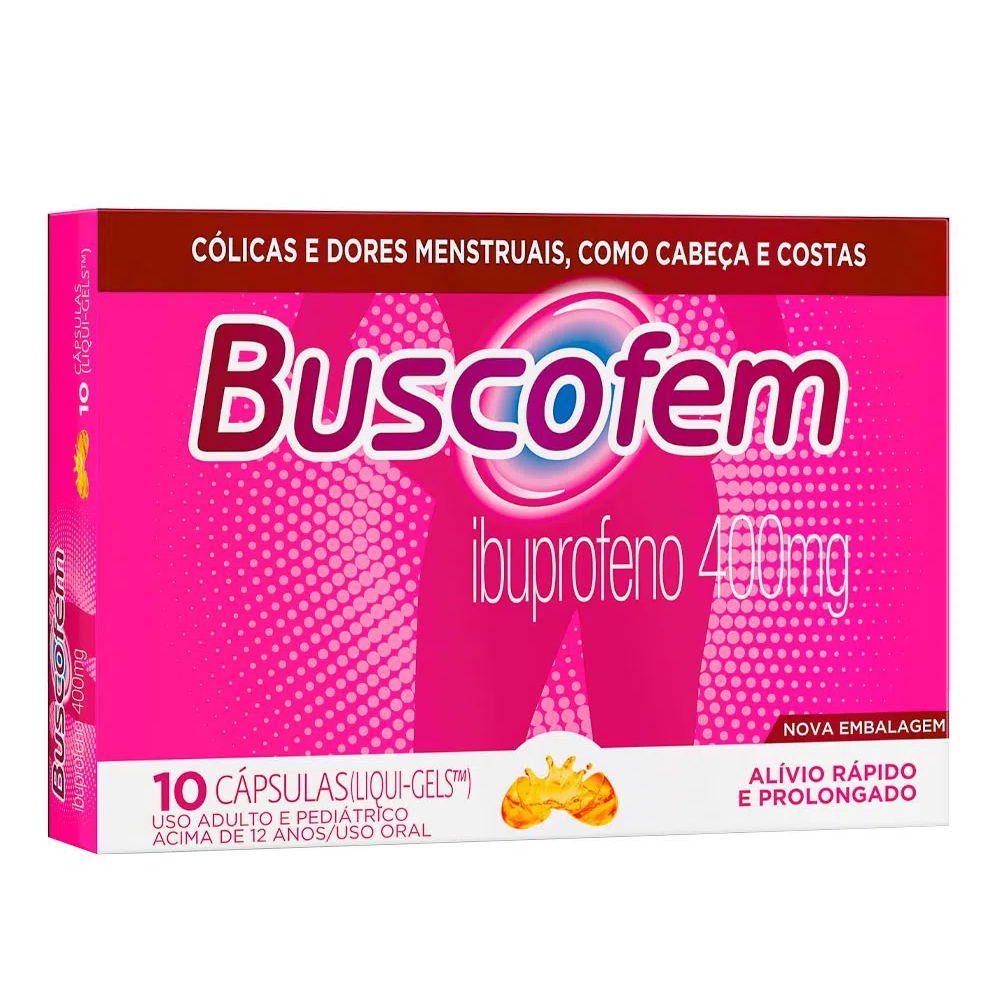 CÓLICAS E DORES MENSTRUAIS, COMO CABEÇA E COSTAS
Buscofem
ibuprofeno 400mg
NOVA EMBALAGEM
10 CÁPSULAS(LIQUI-GELS™)
USO ADULTO E PEDIÁTRICO
ACIMA DE 12 ANOS/USO ORAL
ALÍVIO RÁPIDO
E PROLONGADO
10 CÁPSULAS
(LIQUI-GELS™)
Buscofem
ibuprofeno 400mg